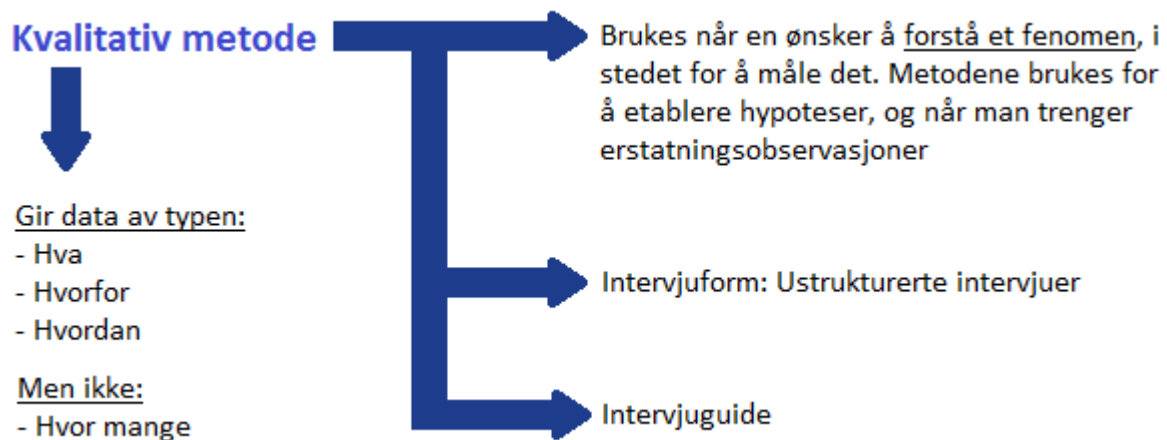 Kvalitativ metode
Brukes når en ønsker å forstå et fenomen, i
stedet for å måle det. Metodene brukes for
å etablere hypoteser, og når man trenger
erstatningsobservasjoner
Gir data av typen:
- Hva
- Hvorfor
- Hvordan
Men ikke:
- Hvor mange
Intervjuform: Ustrukturerte intervjuer
Intervjuguide